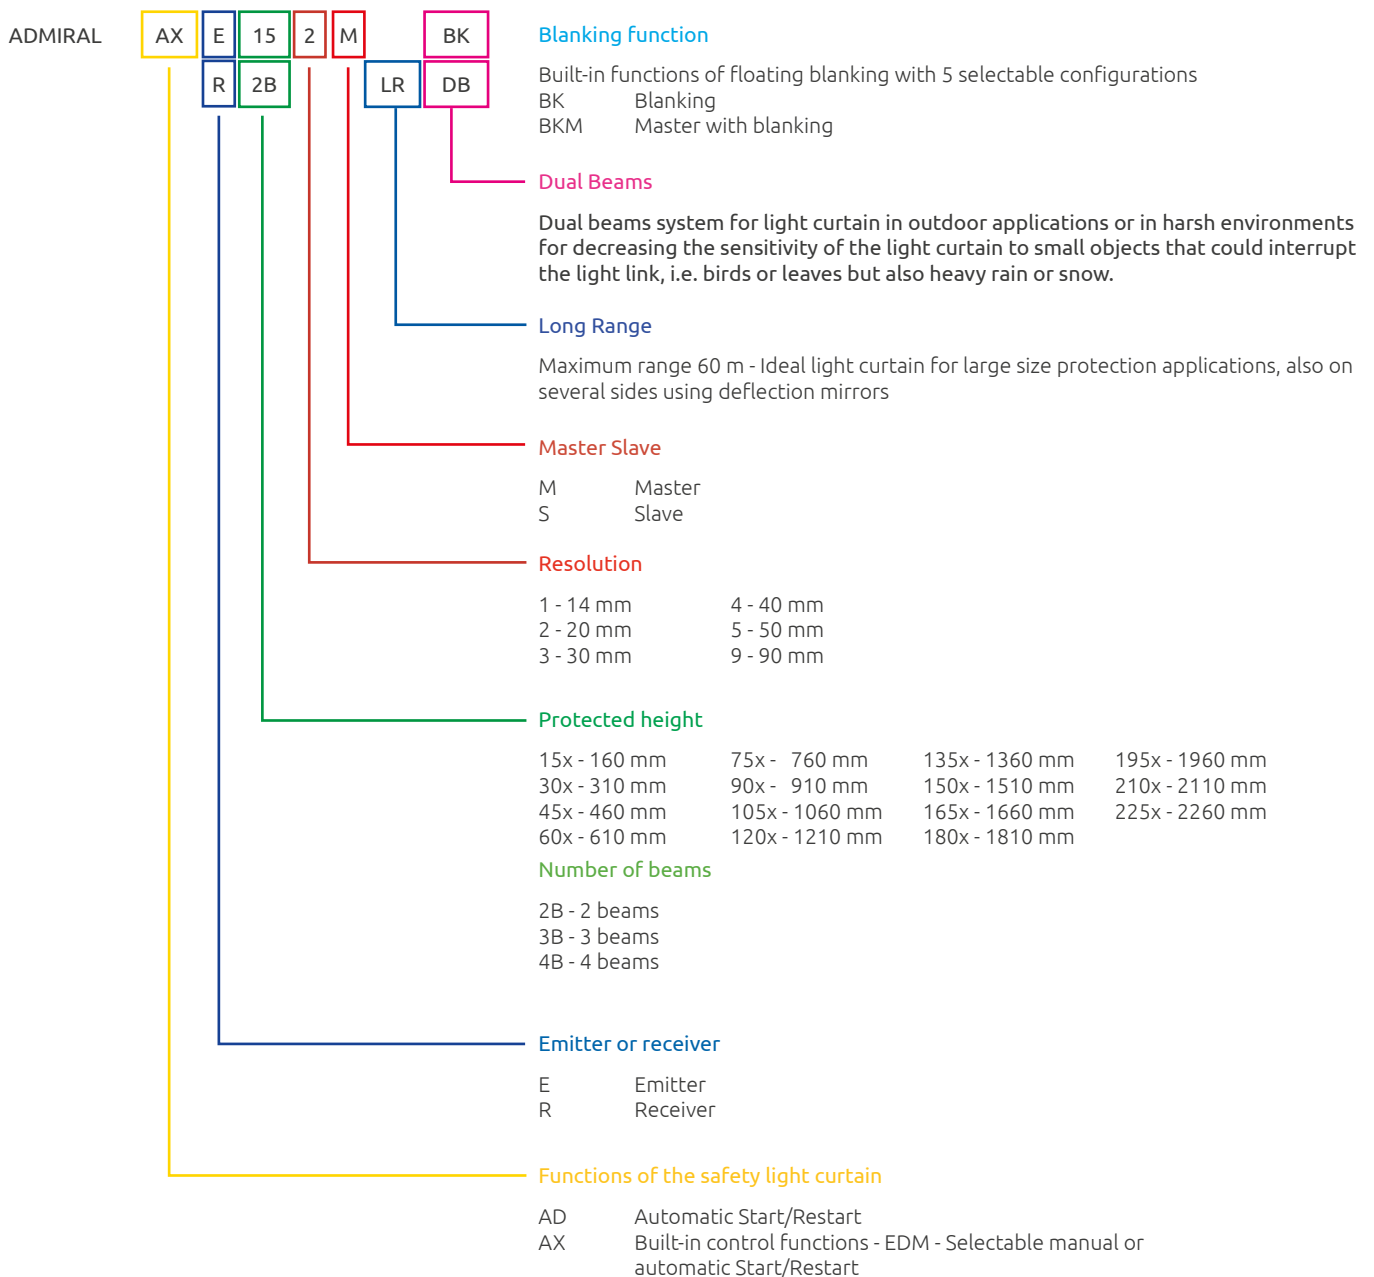 ADMIRAL AX E 15 2 M BK
R 2B LR DB
Blanking function
Built-in functions of floating blanking with 5 selectable configurations
BK Blanking
BKM Master with blanking
Dual Beams
Dual beams system for light curtain in outdoor applications or in harsh environments
for decreasing the sensitivity of the light curtain to small objects that could interrupt
the light link, i.e. birds or leaves but also heavy rain or snow.
Long Range
Maximum range 60 m - Ideal light curtain for large size protection applications, also on
several sides using deflection mirrors
Master Slave
M Master
S Slave
Resolution
1 - 14 mm 4 - 40 mm
2 - 20 mm 5 - 50 mm
3 - 30 mm 9 - 90 mm
Protected height
15x - 160 mm 75x - 760 mm 135x - 1360 mm 195x - 1960 mm
30x - 310 mm 90x - 910 mm 150x - 1510 mm 210x - 2110 mm
45x - 460 mm 105x - 1060 mm 165x - 1660 mm 225x - 2260 mm
60x - 610 mm 120x - 1210 mm 180x - 1810 mm
Number of beams
2B - 2 beams
3B - 3 beams
4B - 4 beams
Emitter or receiver
E Emitter
R Receiver
Functions of the safety light curtain
AD Automatic Start/Restart
AX Built-in control functions - EDM - Selectable manual or
automatic Start/Restart